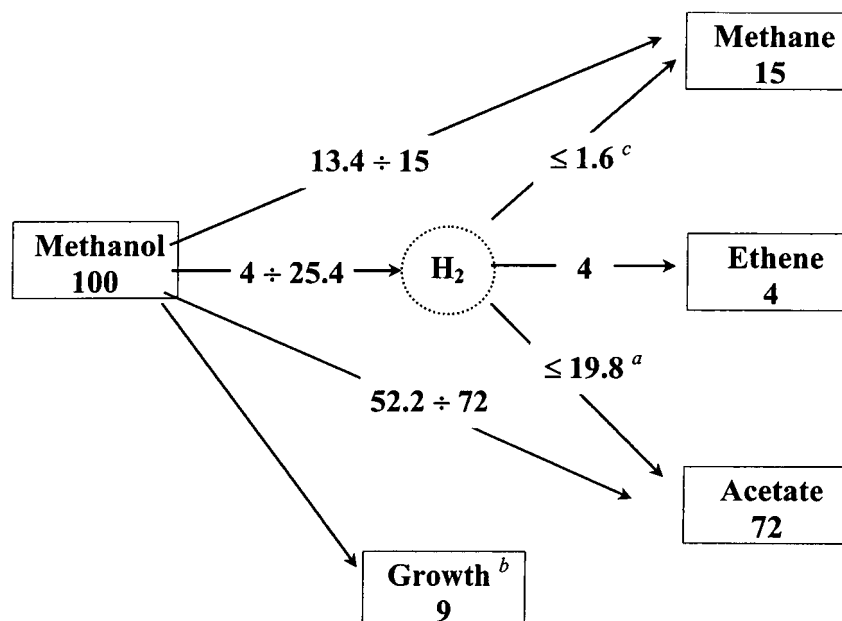 Methane
15
13.4 ÷ 15
≤ 1.6 c
Methanol
100
4 ÷ 25.4
H₂
4
Ethene
4
≤ 19.8 a
52.2 ÷ 72
Acetate
72
Growth b
9